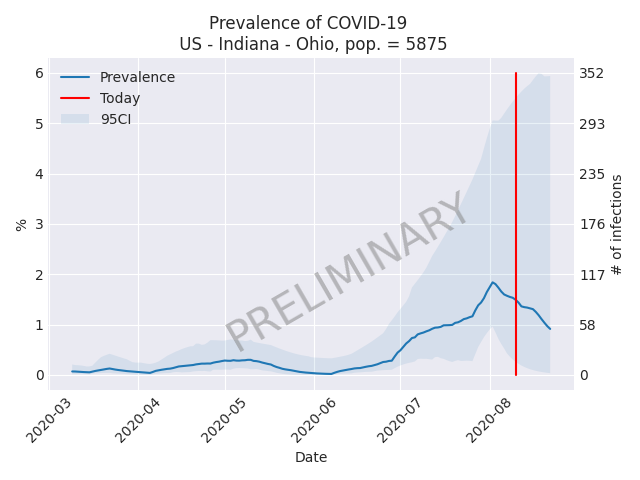 Prevalence of COVID-19
US - Indiana - Ohio, pop. = 5875
Prevalence
Today
95CI
PRELIMINARY
%
6
5
4
3
2
1
0
352
293
235
176
117
58
0
# of infections
2020-03
2020-04
2020-05
2020-06
2020-07
2020-08
Date